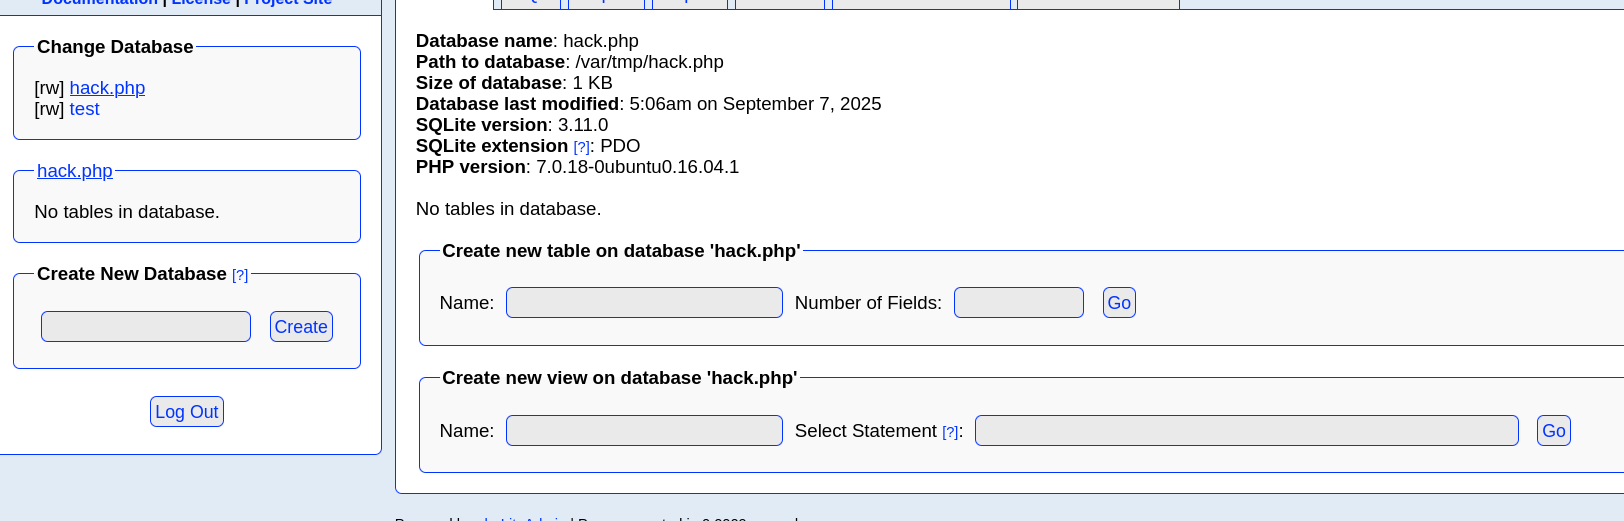 Documentation | License | Project Site
Change Database
[rw] hack.php
[rw] test
hack.php
No tables in database.
Create New Database [?]
Create
Log Out
Database name: hack.php
Path to database: /var/tmp/hack.php
Size of database: 1 KB
Database last modified: 5:06am on September 7, 2025
SQLite version: 3.11.0
SQLite extension [?]: PDO
PHP version: 7.0.18-0ubuntu0.16.04.1
No tables in database.
Create new table on database 'hack.php'
Name: Number of Fields: Go
Create new view on database 'hack.php'
Name: Select Statement [?]: Go